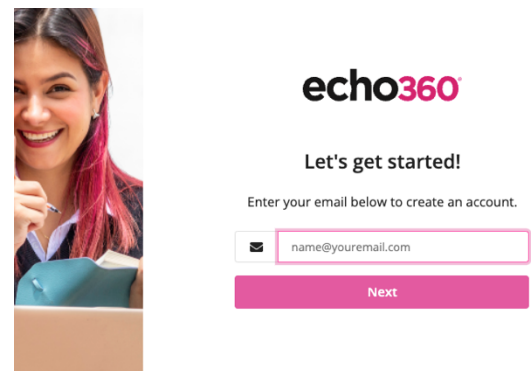 echo360
Let's get started!
Enter your email below to create an account.
name@youremail.com
Next